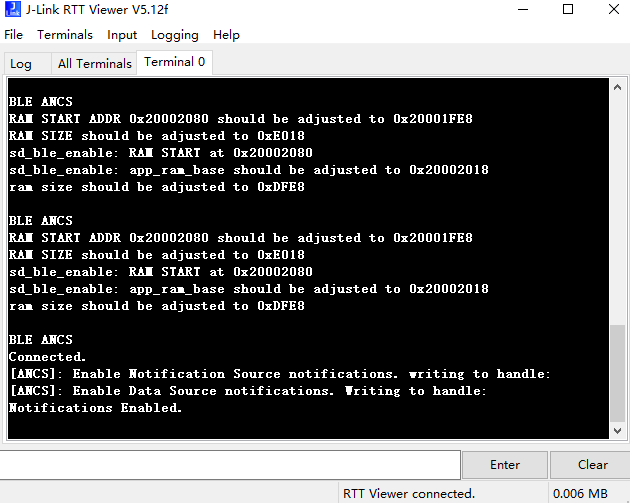 J-Link RTT Viewer V5.12f
File Terminals Input Logging Help
Log All Terminals Terminal 0
BLE ANCS
RAM START ADDR 0x20002080 should be adjusted to 0x20001FE8
RAM SIZE should be adjusted to 0xE018
sd_ble_enable: RAM START at 0x20002080
sd_ble_enable: app_ram_base should be adjusted to 0x20002018
ram size should be adjusted to 0xDFE8
BLE ANCS
RAM START ADDR 0x20002080 should be adjusted to 0x20001FE8
RAM SIZE should be adjusted to 0xE018
sd_ble_enable: RAM START at 0x20002080
sd_ble_enable: app_ram_base should be adjusted to 0x20002018
ram size should be adjusted to 0xDFE8
BLE ANCS
Connected.
[ANCS]: Enable Notification Source notifications. writing to handle:
[ANCS]: Enable Data Source notifications. Writing to handle:
Notifications Enabled.
Enter Clear
RTT Viewer connected. 0.006 MB